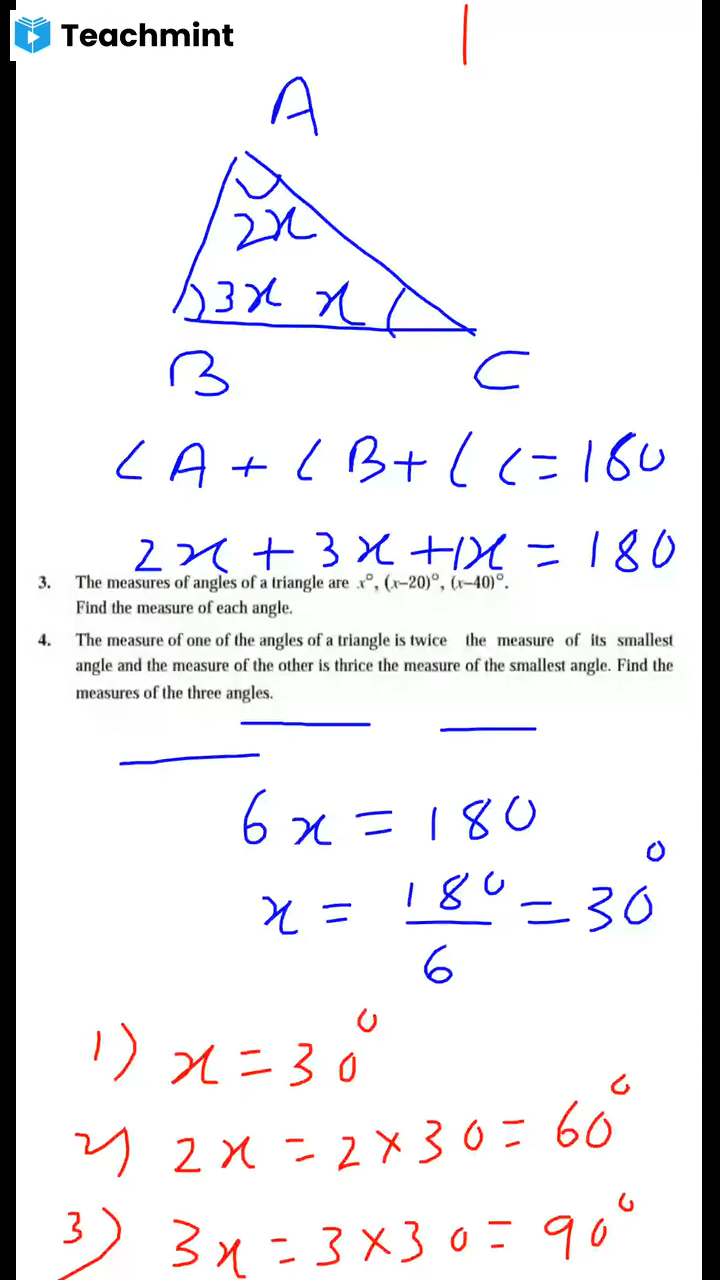 Teachmint
A
2x
3x x
B C
∠A + ∠B + ∠C = 180
2x + 3x + 1x = 180
3. The measures of angles of a triangle are x°, (x–20)°, (x–40)°.
Find the measure of each angle.
4. The measure of one of the angles of a triangle is twice the measure of its smallest
angle and the measure of the other is thrice the measure of the smallest angle. Find the
measures of the three angles.
6x = 180
x = 180/6 = 30°
1) x = 30°
2) 2x = 2 × 30 = 60°
3) 3x = 3 × 30 = 90°